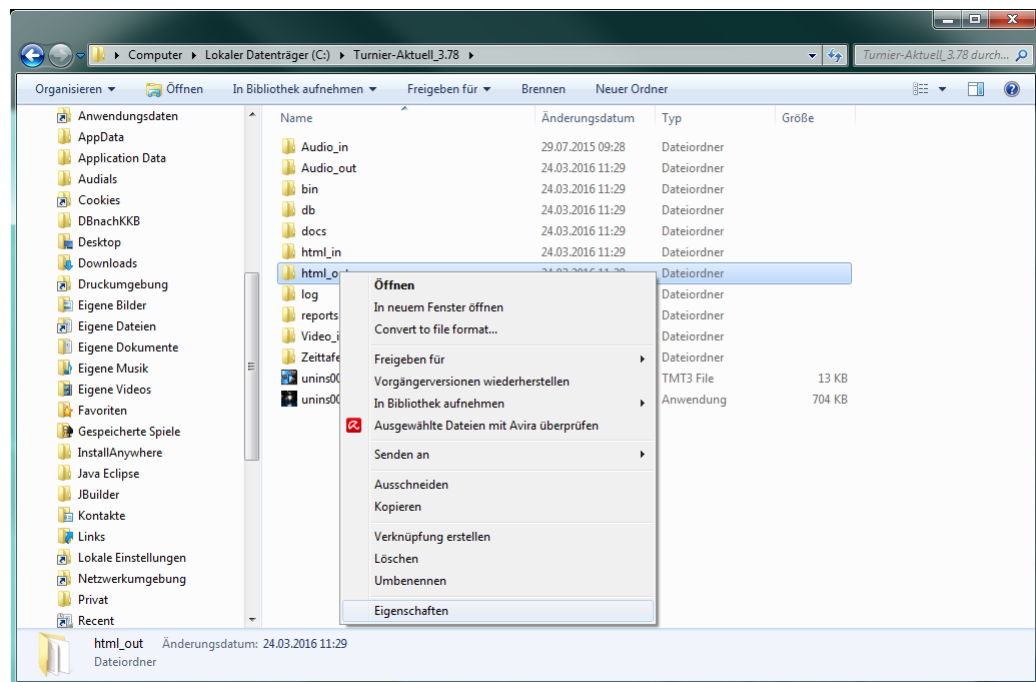 Computer ▸ Lokaler Datenträger (C:) ▸ Turnier-Aktuell_3.78 ▸
Turnier-Aktuell_3.78 durch...
Organisieren
Öffnen
In Bibliothek aufnehmen
Freigeben für
Brennen
Neuer Ordner
Anwendungsdaten
AppData
Application Data
Audials
Cookies
DBnachKKB
Desktop
Downloads
Druckumgebung
Eigene Bilder
Eigene Dateien
Eigene Dokumente
Eigene Musik
Eigene Videos
Favoriten
Gespeicherte Spiele
InstallAnywhere
Java Eclipse
JBuilder
Kontakte
Links
Lokale Einstellungen
Netzwerkumgebung
Privat
Recent
Name Änderungsdatum Typ Größe
Audio_in 29.07.2015 09:28 Dateiordner
Audio_out 24.03.2016 11:29 Dateiordner
bin 24.03.2016 11:29 Dateiordner
db 24.03.2016 11:29 Dateiordner
docs 24.03.2016 11:29 Dateiordner
html_in 24.03.2016 11:29 Dateiordner
html_o Dateiordner
log Dateiordner
reports Dateiordner
Video_i Dateiordner
Zeittafe Dateiordner
unins00 TMT3 File 13 KB
unins00 Anwendung 704 KB
Öffnen
In neuem Fenster öffnen
Convert to file format...
Freigeben für
Vorgängerversionen wiederherstellen
In Bibliothek aufnehmen
Ausgewählte Dateien mit Avira überprüfen
Senden an
Ausschneiden
Kopieren
Verknüpfung erstellen
Löschen
Umbenennen
Eigenschaften
html_out Änderungsdatum: 24.03.2016 11:29
Dateiordner